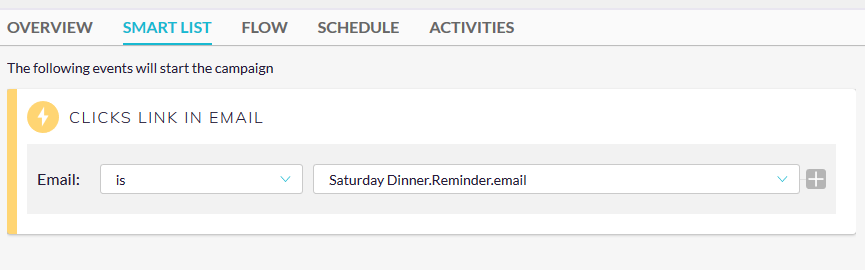 OVERVIEW SMART LIST FLOW SCHEDULE ACTIVITIES
The following events will start the campaign
CLICKS LINK IN EMAIL
Email: is Saturday Dinner.Reminder.email